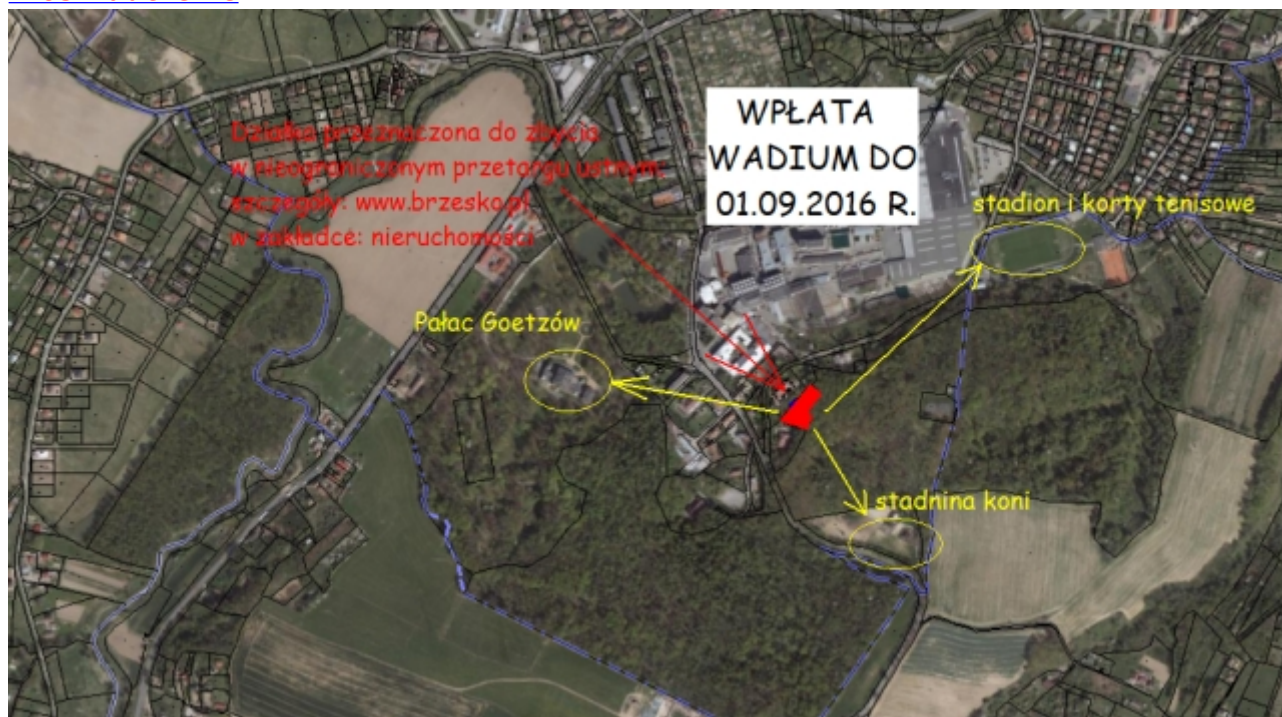 WPŁATA
WADIUM DO
01.09.2016 R.
Działka przeznaczona do zbycia
w nieograniczonym przetargu ustnym;
szczegóły: www.brzesko.pl
w zakładce: nieruchomości
stadion i korty tenisowe
Pałac Goetzów
stadnina koni